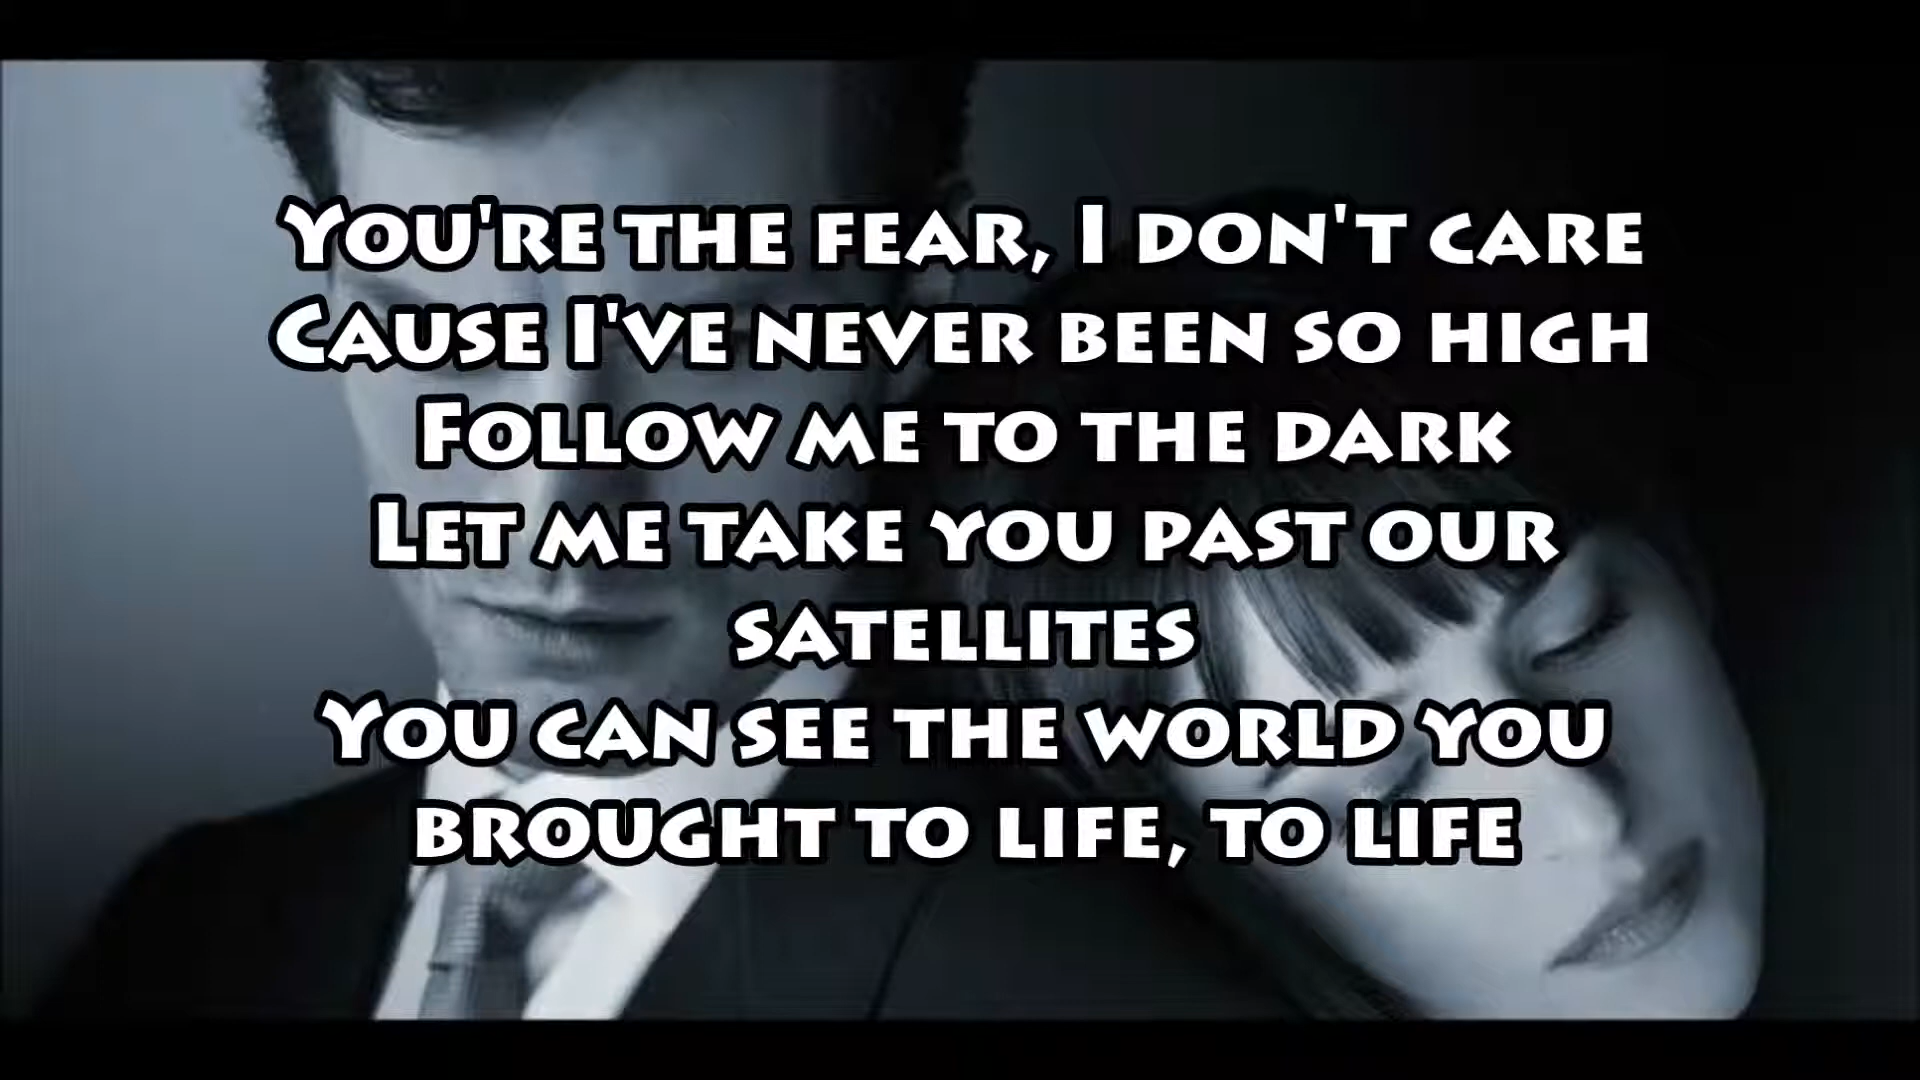 You're the fear, I don't care
Cause I've never been so high
Follow me to the dark
Let me take you past our
satellites
You can see the world you
brought to life, to life